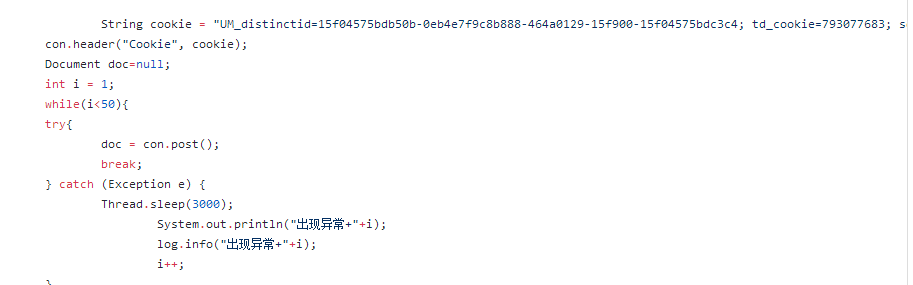 String cookie = "UM_distinctid=15f04575bdb50b-0eb4e7f9c8b888-464a0129-15f900-15f04575bdc3c4; td_cookie=793077683; s
con.header("Cookie", cookie);
Document doc=null;
int i = 1;
while(i<50){
try{
doc = con.post();
break;
} catch (Exception e) {
Thread.sleep(3000);
System.out.println("出现异常+"+i);
log.info("出现异常+"+i);
i++;
}